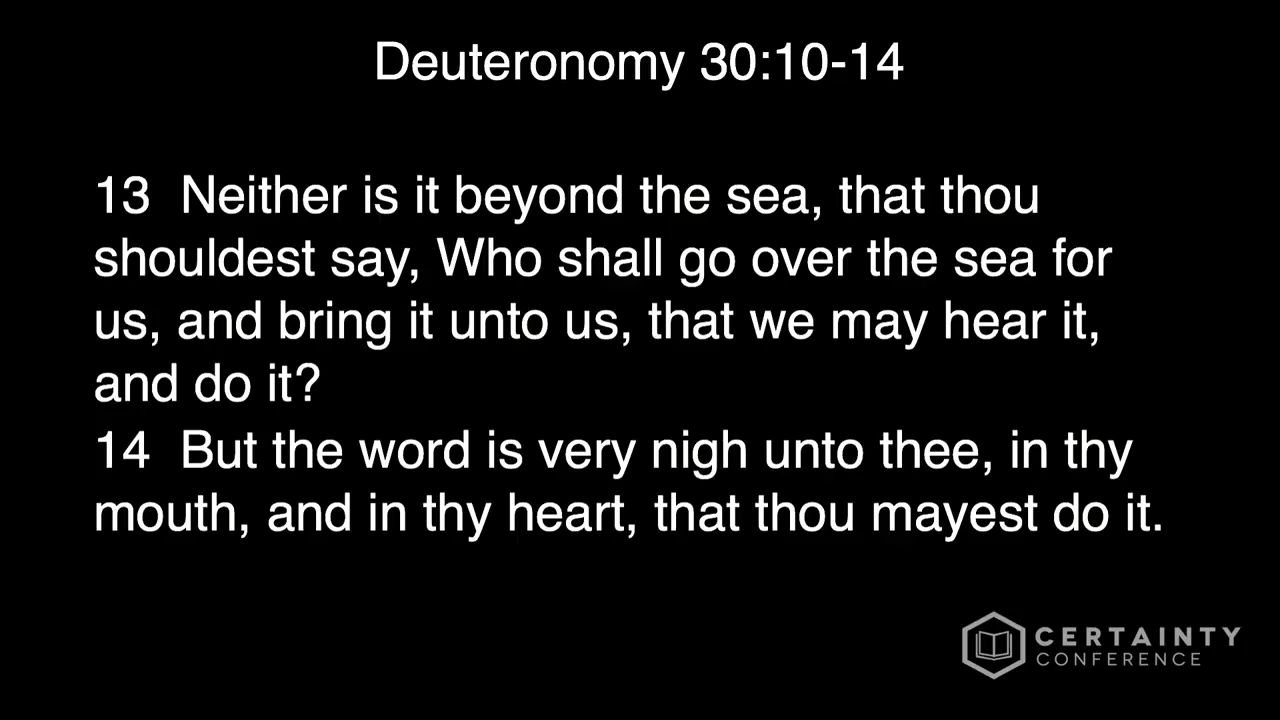 Deuteronomy 30:10-14
13 Neither is it beyond the sea, that thou
shouldest say, Who shall go over the sea for
us, and bring it unto us, that we may hear it,
and do it?
14 But the word is very nigh unto thee, in thy
mouth, and in thy heart, that thou mayest do it.
CERTAINTY
CONFERENCE